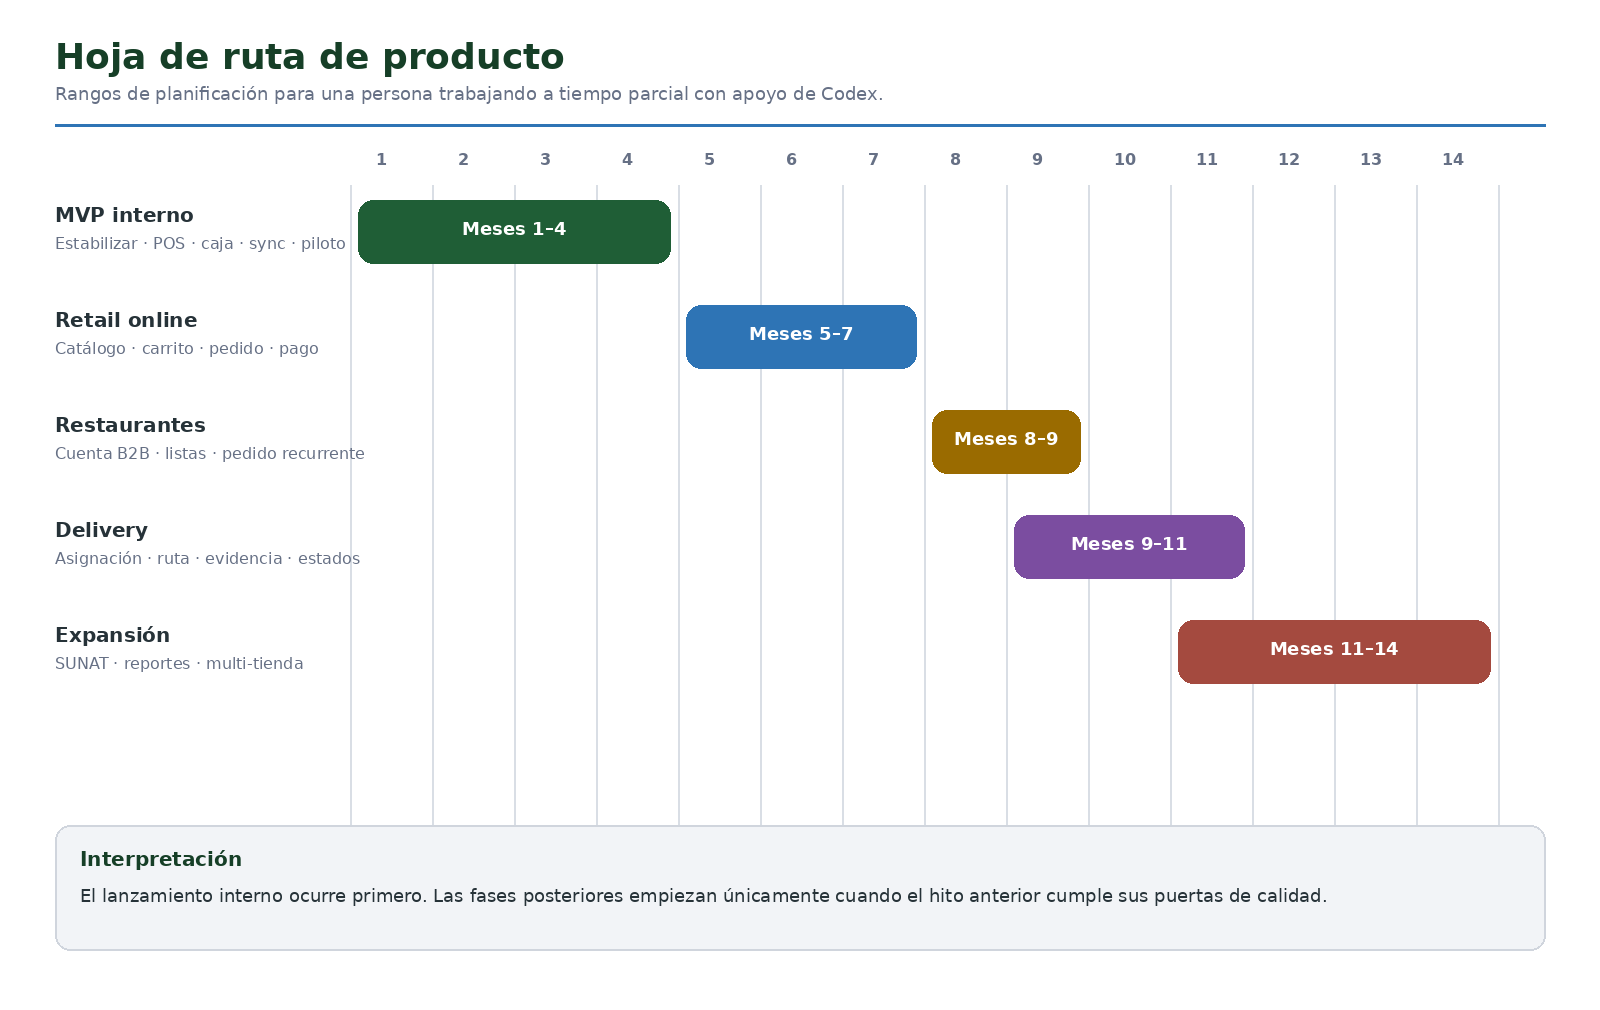 Hoja de ruta de producto
Rangos de planificación para una persona trabajando a tiempo parcial con apoyo de Codex.
1 2 3 4 5 6 7 8 9 10 11 12 13 14
MVP interno
Estabilizar · POS · caja · sync · piloto
Meses 1–4
Retail online
Catálogo · carrito · pedido · pago
Meses 5–7
Restaurantes
Cuenta B2B · listas · pedido recurrente
Meses 8–9
Delivery
Asignación · ruta · evidencia · estados
Meses 9–11
Expansión
SUNAT · reportes · multi-tienda
Meses 11–14
Interpretación
El lanzamiento interno ocurre primero. Las fases posteriores empiezan únicamente cuando el hito anterior cumple sus puertas de calidad.